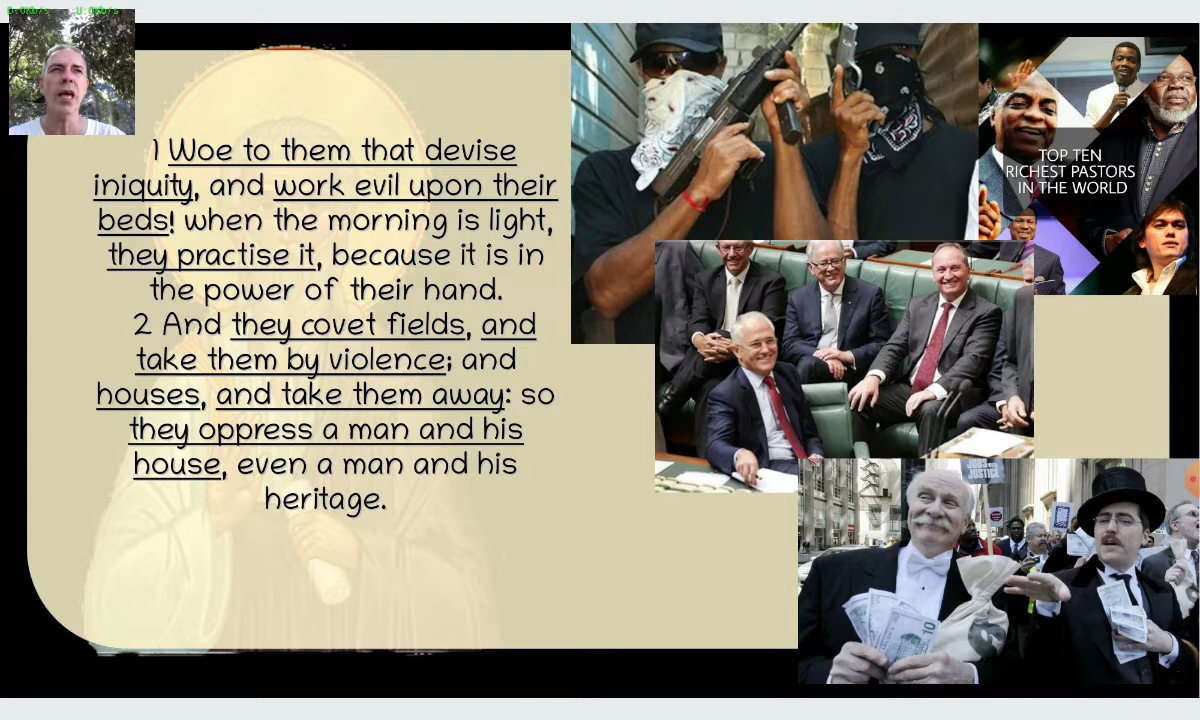 1 Woe to them that devise
iniquity, and work evil upon their
beds! when the morning is light,
they practise it, because it is in
the power of their hand.
2 And they covet fields, and
take them by violence; and
houses, and take them away: so
they oppress a man and his
house, even a man and his
heritage.
TOP TEN
RICHEST PASTORS
IN THE WORLD
JUSTICE
10